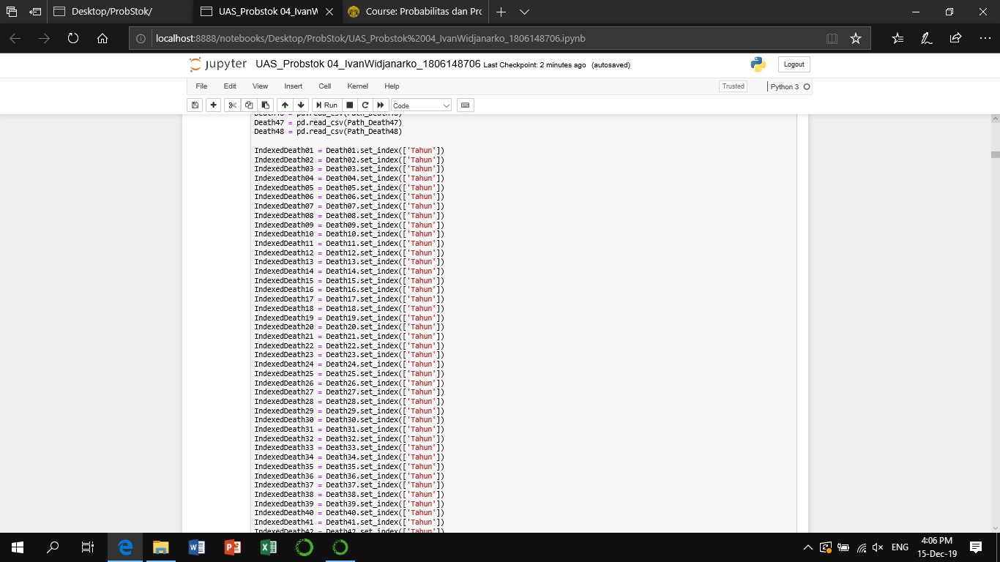 Desktop/ProbStok/
UAS_Probstok 04_IvanW
Course: Probabilitas dan Pro
localhost:8888/notebooks/Desktop/ProbStok/UAS_Probstok%2004_IvanWidjanarko_1806148706.ipynb
jupyter UAS_Probstok 04_IvanWidjanarko_1806148706 Last Checkpoint: 2 minutes ago (autosaved)
Logout
File Edit View Insert Cell Kernel Help
Trusted
Python 3
Run
Code
Death46 = pd.read_csv(Path_Death46)
Death47 = pd.read_csv(Path_Death47)
Death48 = pd.read_csv(Path_Death48)
IndexedDeath01 = Death01.set_index(['Tahun'])
IndexedDeath02 = Death02.set_index(['Tahun'])
IndexedDeath03 = Death03.set_index(['Tahun'])
IndexedDeath04 = Death04.set_index(['Tahun'])
IndexedDeath05 = Death05.set_index(['Tahun'])
IndexedDeath06 = Death06.set_index(['Tahun'])
IndexedDeath07 = Death07.set_index(['Tahun'])
IndexedDeath08 = Death08.set_index(['Tahun'])
IndexedDeath09 = Death09.set_index(['Tahun'])
IndexedDeath10 = Death10.set_index(['Tahun'])
IndexedDeath11 = Death11.set_index(['Tahun'])
IndexedDeath12 = Death12.set_index(['Tahun'])
IndexedDeath13 = Death13.set_index(['Tahun'])
IndexedDeath14 = Death14.set_index(['Tahun'])
IndexedDeath15 = Death15.set_index(['Tahun'])
IndexedDeath16 = Death16.set_index(['Tahun'])
IndexedDeath17 = Death17.set_index(['Tahun'])
IndexedDeath18 = Death18.set_index(['Tahun'])
IndexedDeath19 = Death19.set_index(['Tahun'])
IndexedDeath20 = Death20.set_index(['Tahun'])
IndexedDeath21 = Death21.set_index(['Tahun'])
IndexedDeath22 = Death22.set_index(['Tahun'])
IndexedDeath23 = Death23.set_index(['Tahun'])
IndexedDeath24 = Death24.set_index(['Tahun'])
IndexedDeath25 = Death25.set_index(['Tahun'])
IndexedDeath26 = Death26.set_index(['Tahun'])
IndexedDeath27 = Death27.set_index(['Tahun'])
IndexedDeath28 = Death28.set_index(['Tahun'])
IndexedDeath29 = Death29.set_index(['Tahun'])
IndexedDeath30 = Death30.set_index(['Tahun'])
IndexedDeath31 = Death31.set_index(['Tahun'])
IndexedDeath32 = Death32.set_index(['Tahun'])
IndexedDeath33 = Death33.set_index(['Tahun'])
IndexedDeath34 = Death34.set_index(['Tahun'])
IndexedDeath35 = Death35.set_index(['Tahun'])
IndexedDeath36 = Death36.set_index(['Tahun'])
IndexedDeath37 = Death37.set_index(['Tahun'])
IndexedDeath38 = Death38.set_index(['Tahun'])
IndexedDeath39 = Death39.set_index(['Tahun'])
IndexedDeath40 = Death40.set_index(['Tahun'])
IndexedDeath41 = Death41.set_index(['Tahun'])
IndexedDeath42 = Death42.set_index(['Tahun'])
ENG
4:06 PM
15-Dec-19